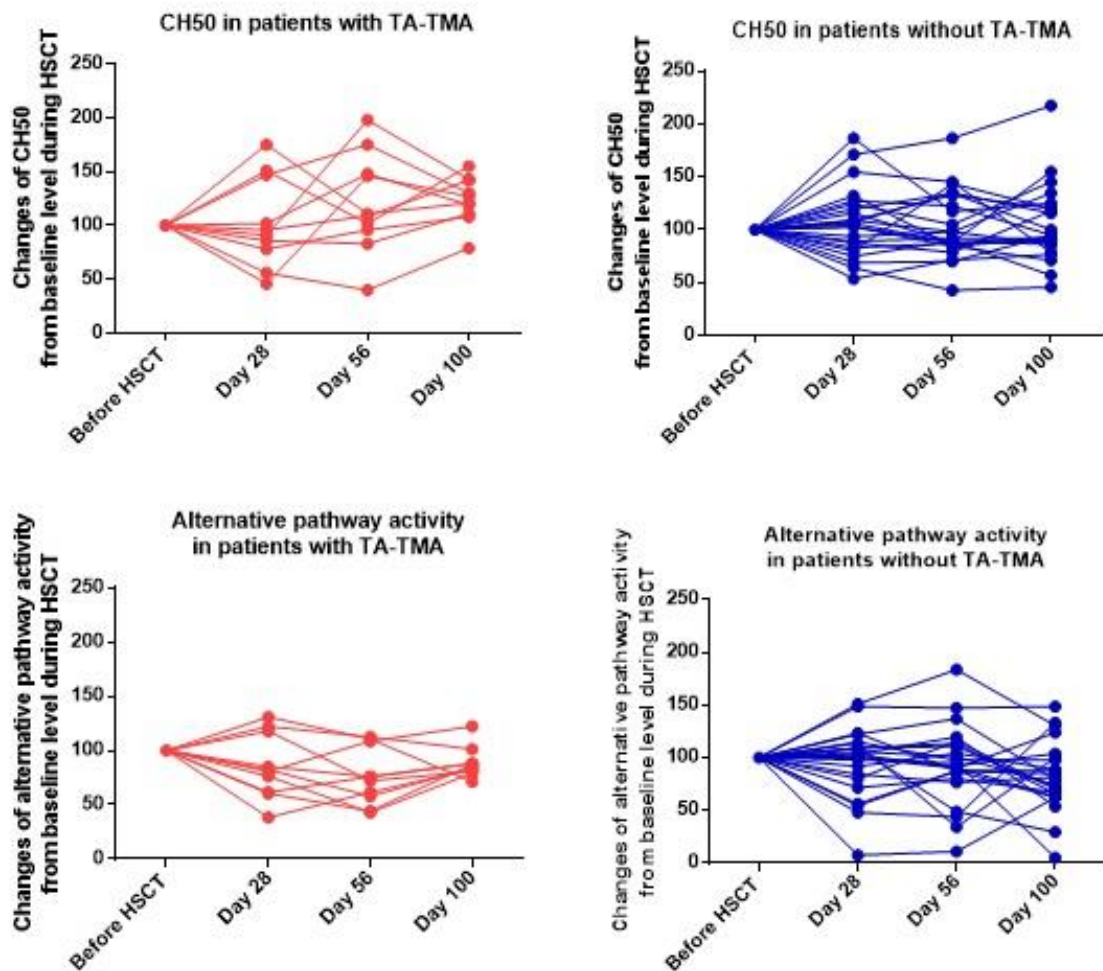 CH50 in patients with TA-TMA
Changes of CH50
from baseline level during HSCT
250
200
150
100
50
0
Before HSCT
Day 28
Day 56
Day 100
CH50 in patients without TA-TMA
Changes of CH50
from baseline level during HSCT
250
200
150
100
50
0
Before HSCT
Day 28
Day 56
Day 100
Alternative pathway activity
in patients with TA-TMA
Changes of alternative pathway activity
from baseline level during HSCT
250
200
150
100
50
0
Before HSCT
Day 28
Day 56
Day 100
Alternative pathway activity
in patients without TA-TMA
Changes of alternative pathway activity
from baseline level during HSCT
250
200
150
100
50
0
Before HSCT
Day 28
Day 56
Day 100